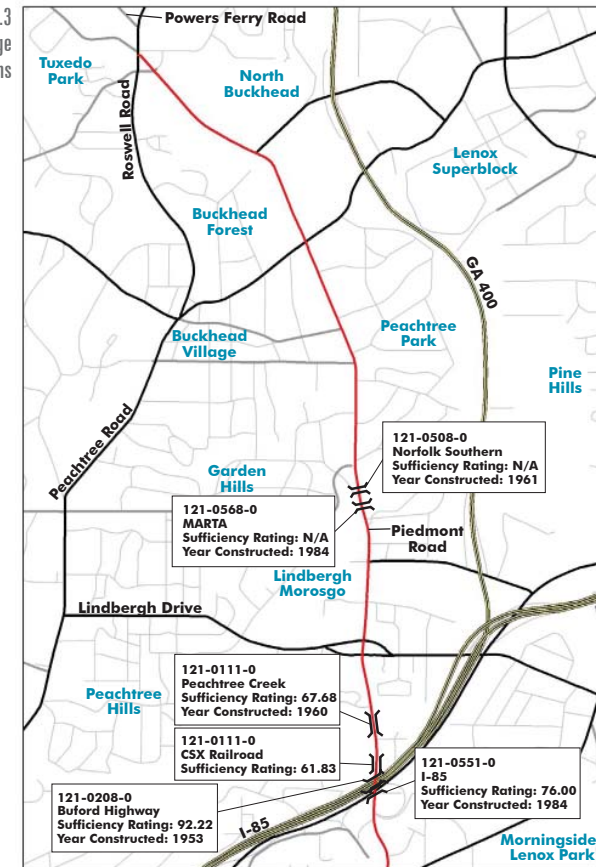 .3
ge
ns
Powers Ferry Road
Tuxedo
Park
North
Buckhead
Roswell Road
Lenox
Superblock
Buckhead
Forest
GA 400
Peachtree
Park
Buckhead
Village
Pine
Hills
Peachtree Road
121-0508-0
Norfolk Southern
Sufficiency Rating: N/A
Year Constructed: 1961
Garden
Hills
121-0568-0
MARTA
Sufficiency Rating: N/A
Year Constructed: 1984
Piedmont
Road
Lindbergh
Morosgo
Lindbergh Drive
121-0111-0
Peachtree Creek
Sufficiency Rating: 67.68
Year Constructed: 1960
Peachtree
Hills
121-0111-0
CSX Railroad
Sufficiency Rating: 61.83
121-0551-0
I-85
Sufficiency Rating: 76.00
Year Constructed: 1984
121-0208-0
Buford Highway
Sufficiency Rating: 92.22
Year Constructed: 1953
I-85
Morningside
Lenox Park